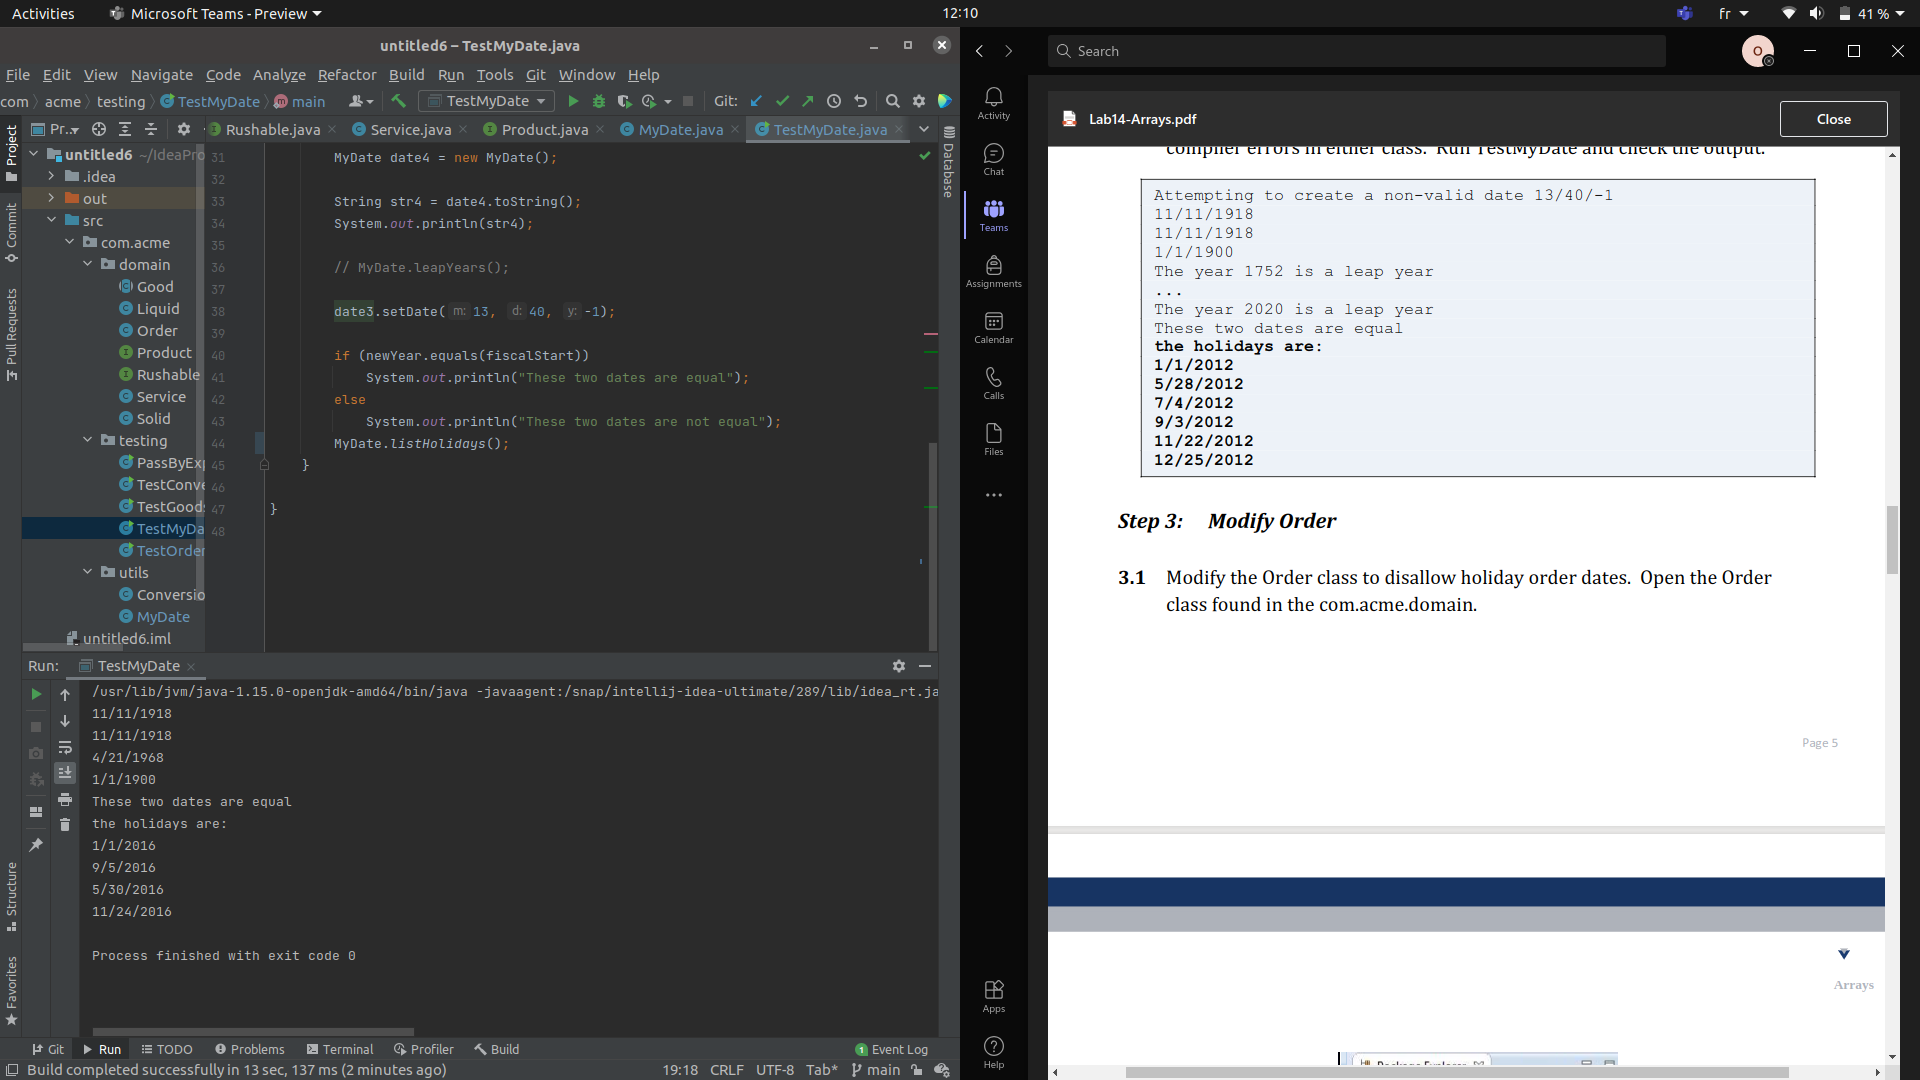 Activities
Microsoft Teams - Preview
12:10
fr
41 %
untitled6 – TestMyDate.java
File Edit View Navigate Code Analyze Refactor Build Run Tools Git Window Help
com acme testing TestMyDate main
TestMyDate
Git:
Pr...
Rushable.java
Service.java
Product.java
MyDate.java
TestMyDate.java
Project
Commit
Pull Requests
Structure
Favorites
Database
untitled6 ~/IdeaPro
.idea
out
src
com.acme
domain
Good
Liquid
Order
Product
Rushable
Service
Solid
testing
PassByEx
TestConve
TestGood
TestMyDa
TestOrder
utils
Conversio
MyDate
untitled6.iml
31 MyDate date4 = new MyDate();
32
33 String str4 = date4.toString();
34 System.out.println(str4);
35
36 // MyDate.leapYears();
37
38 date3.setDate( m: 13, d: 40, y: -1);
39
40 if (newYear.equals(fiscalStart))
41 System.out.println("These two dates are equal");
42 else
43 System.out.println("These two dates are not equal");
44 MyDate.listHolidays();
45 }
46
47 }
48
Run: TestMyDate
/usr/lib/jvm/java-1.15.0-openjdk-amd64/bin/java -javaagent:/snap/intellij-idea-ultimate/289/lib/idea_rt.ja
11/11/1918
11/11/1918
4/21/1968
1/1/1900
These two dates are equal
the holidays are:
1/1/2016
9/5/2016
5/30/2016
11/24/2016
Process finished with exit code 0
Git Run TODO Problems Terminal Profiler Build
1 Event Log
Build completed successfully in 13 sec, 137 ms (2 minutes ago)
19:18 CRLF UTF-8 Tab* main
Search
O
Activity
Chat
Teams
Assignments
Calendar
Calls
Files
Apps
Help
Lab14-Arrays.pdf
Close
compiler errors in either class. Run TestMyDate and check the output.
Attempting to create a non-valid date 13/40/-1
11/11/1918
11/11/1918
1/1/1900
The year 1752 is a leap year
...
The year 2020 is a leap year
These two dates are equal
the holidays are:
1/1/2012
5/28/2012
7/4/2012
9/3/2012
11/22/2012
12/25/2012
Step 3: Modify Order
3.1 Modify the Order class to disallow holiday order dates. Open the Order
class found in the com.acme.domain.
Page 5
Arrays
Package Explorer